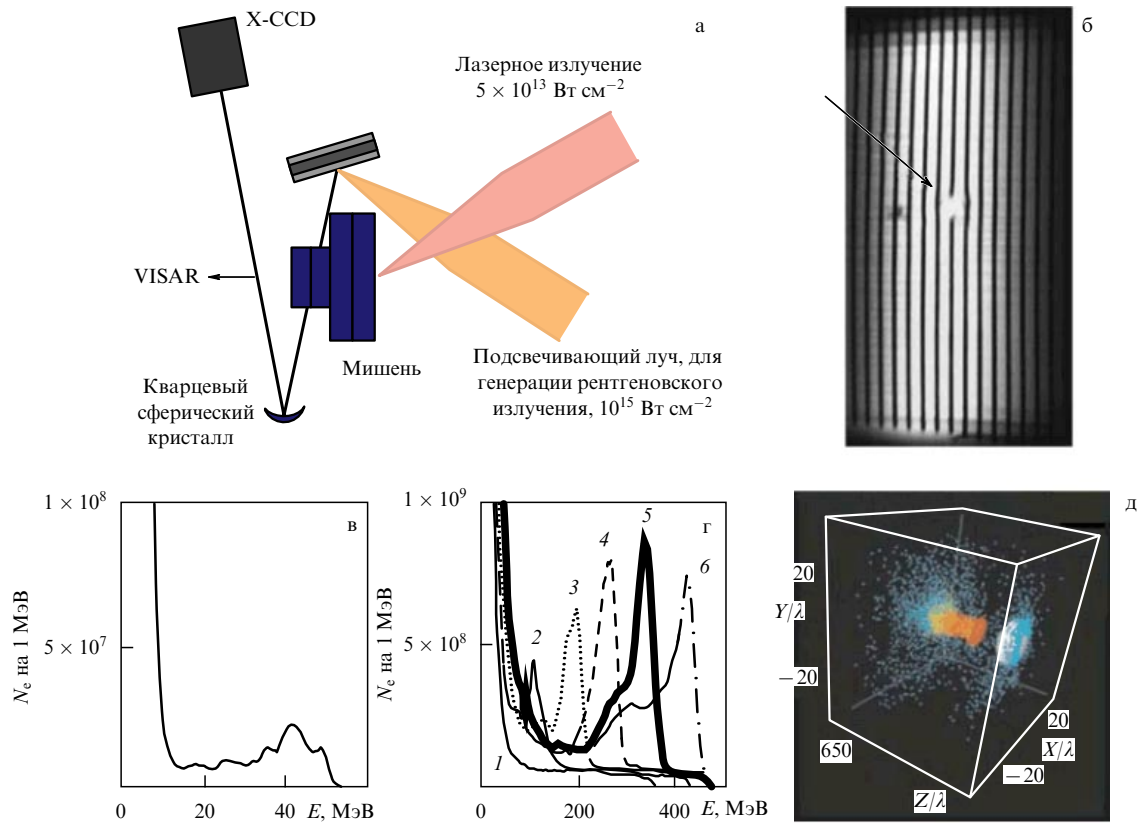 X-CCD
а
Лазерное излучение
5 × 10¹³ Вт см⁻²
VISAR
Мишень
Кварцевый
сферический
кристалл
Подсвечивающий луч, для
генерации рентгеновского
излучения, 10¹⁵ Вт см⁻²
б
в
1 × 10⁸
5 × 10⁷
Nₑ на 1 МэВ
0
20
40
E, МэВ
г
1 × 10⁹
5 × 10⁸
Nₑ на 1 МэВ
1
2
3
4
5
6
0
200
400
E, МэВ
д
20
Y/λ
−20
650
Z/λ
20
X/λ
−20